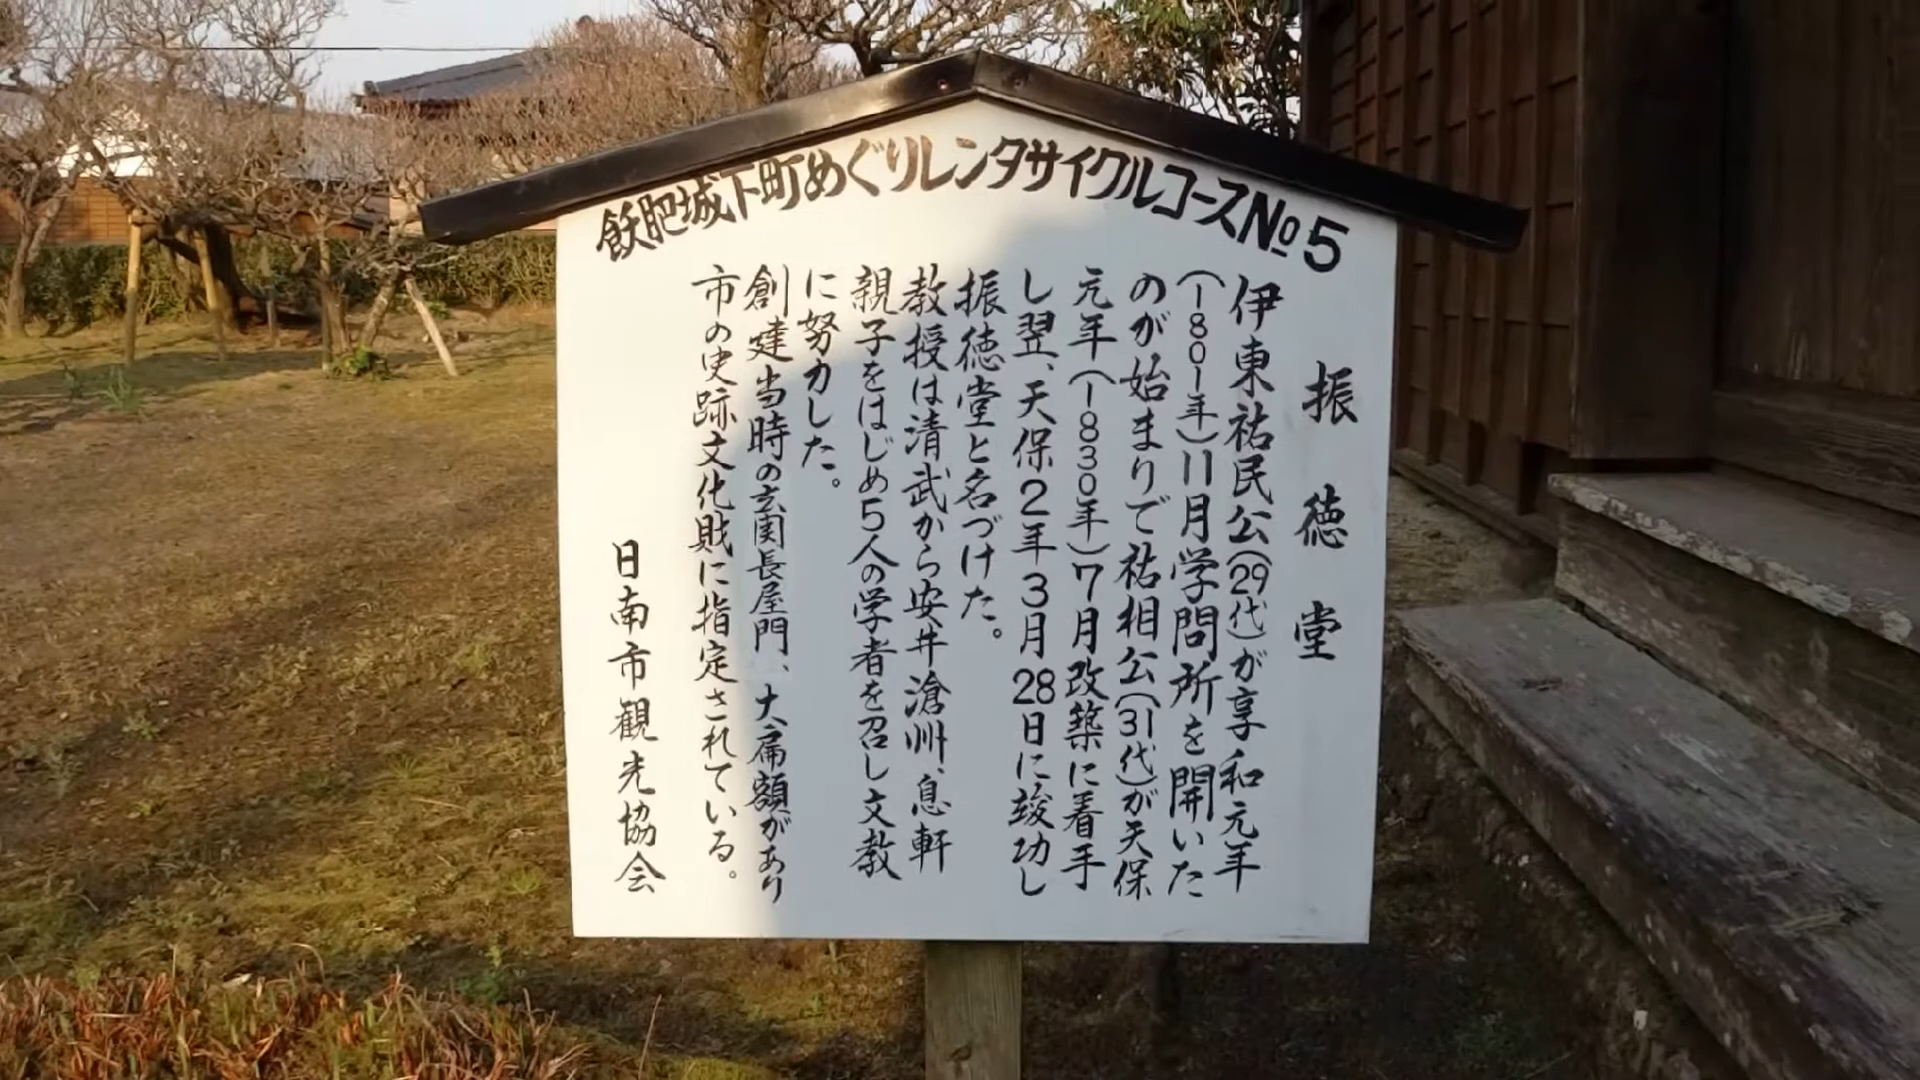 飫肥城下町めぐりレンタサイクルコースNo5
振徳堂
伊東祐民公(29代)が享和元年
(1801年)11月学問所を開いた
のが始まりで祐相公(31代)が天保
元年(1830年)7月改築に着手
し翌、天保2年3月28日に竣功し
振徳堂と名づけた。
教授は清武から安井滄洲、息軒
親子をはじめ5人の学者を召し文教
に努力した。
創建当時の玄関長屋門、大扁額があり
市の史跡文化財に指定されている。
日南市観光協会